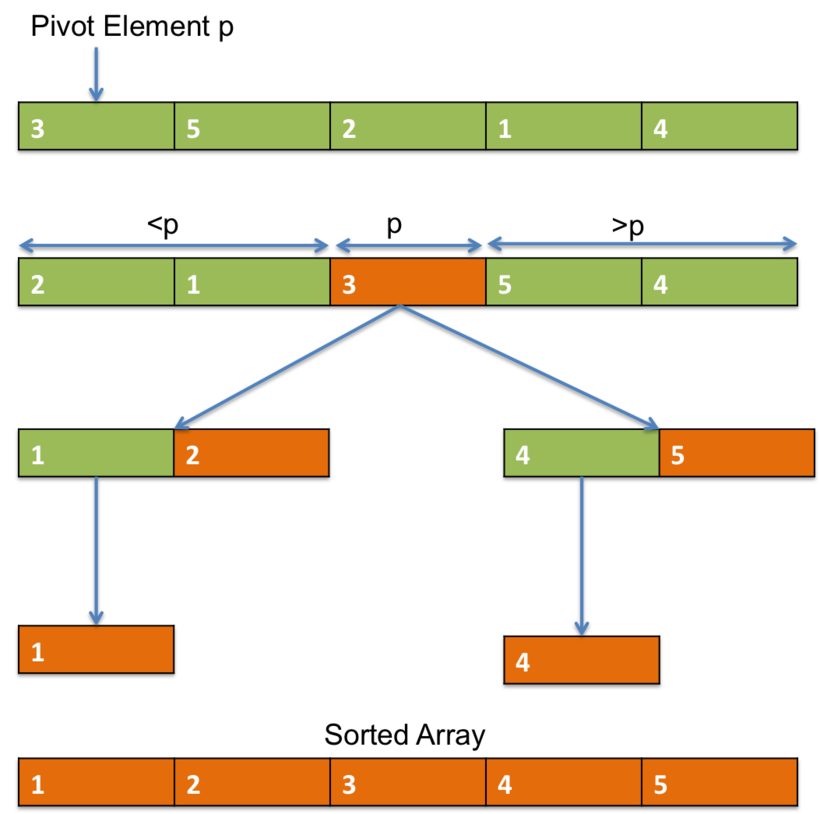 Pivot Element p
3 5 2 1 4
<p p >p
2 1 3 5 4
1 2 4 5
1 4
Sorted Array
1 2 3 4 5